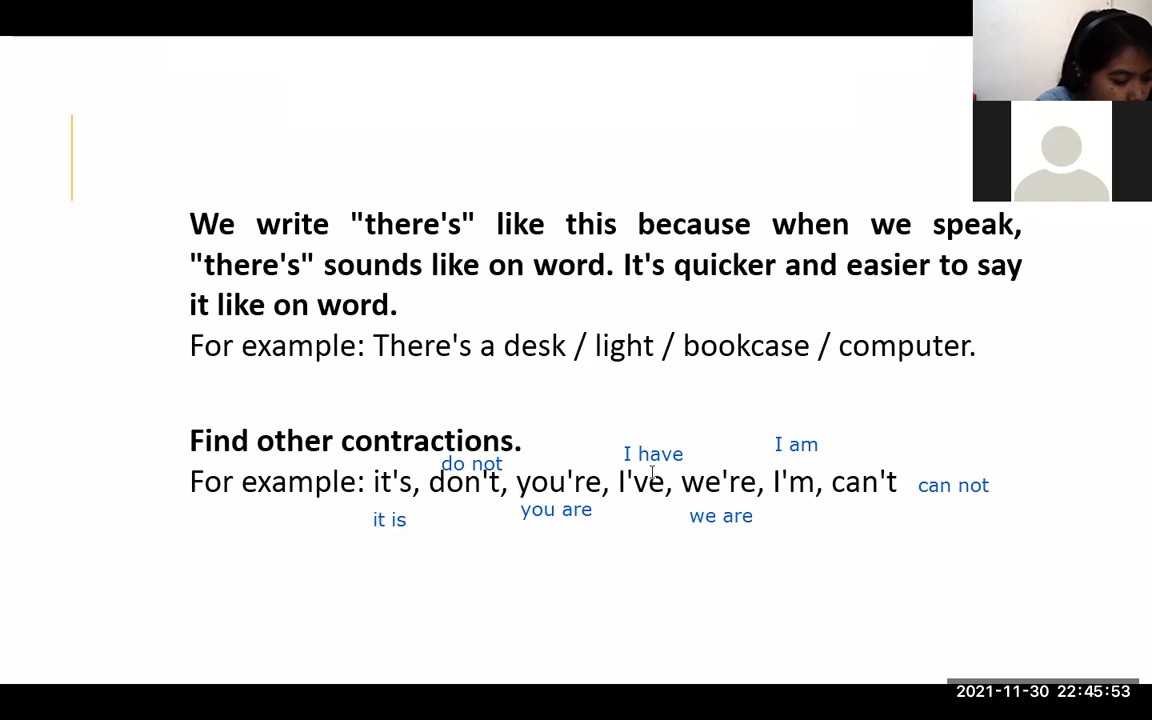 We write "there's" like this because when we speak,
"there's" sounds like on word. It's quicker and easier to say
it like on word.
For example: There's a desk / light / bookcase / computer.
Find other contractions.
do not I have I am
For example: it's, don't, you're, I've, we're, I'm, can't can not
it is you are we are
2021-11-30 22:45:53